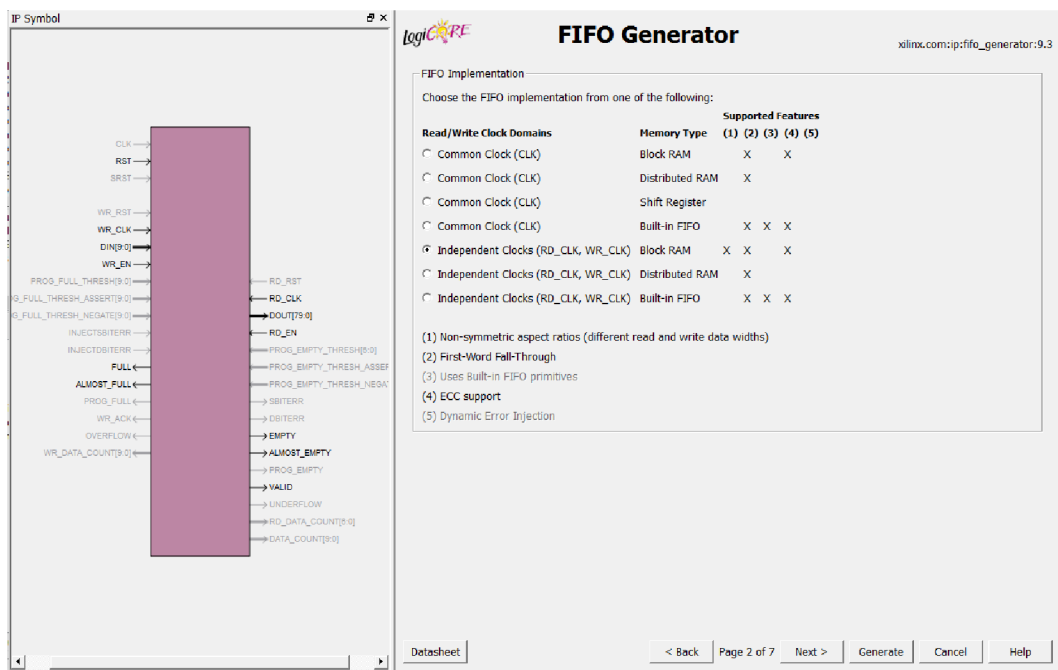 IP Symbol
CLK
RST
SRST
WR_RST
WR_CLK
DIN[9:0]
WR_EN
PROG_FULL_THRESH[9:0]
G_FULL_THRESH_ASSERT[9:0]
G_FULL_THRESH_NEGATE[9:0]
INJECTSBITERR
INJECTDBITERR
FULL
ALMOST_FULL
PROG_FULL
WR_ACK
OVERFLOW
WR_DATA_COUNT[9:0]
RD_RST
RD_CLK
DOUT[79:0]
RD_EN
PROG_EMPTY_THRESH[6:0]
PROG_EMPTY_THRESH_ASSER
PROG_EMPTY_THRESH_NEGA
SBITERR
DBITERR
EMPTY
ALMOST_EMPTY
PROG_EMPTY
VALID
UNDERFLOW
RD_DATA_COUNT[6:0]
DATA_COUNT[9:0]
logiCORE
FIFO Generator
xilinx.com:ip:fifo_generator:9.3
FIFO Implementation
Choose the FIFO implementation from one of the following:
Supported Features
Read/Write Clock Domains Memory Type (1) (2) (3) (4) (5)
Common Clock (CLK) Block RAM X X
Common Clock (CLK) Distributed RAM X
Common Clock (CLK) Shift Register
Common Clock (CLK) Built-in FIFO X X X
Independent Clocks (RD_CLK, WR_CLK) Block RAM X X X
Independent Clocks (RD_CLK, WR_CLK) Distributed RAM X
Independent Clocks (RD_CLK, WR_CLK) Built-in FIFO X X X
(1) Non-symmetric aspect ratios (different read and write data widths)
(2) First-Word Fall-Through
(3) Uses Built-in FIFO primitives
(4) ECC support
(5) Dynamic Error Injection
Datasheet < Back Page 2 of 7 Next > Generate Cancel Help